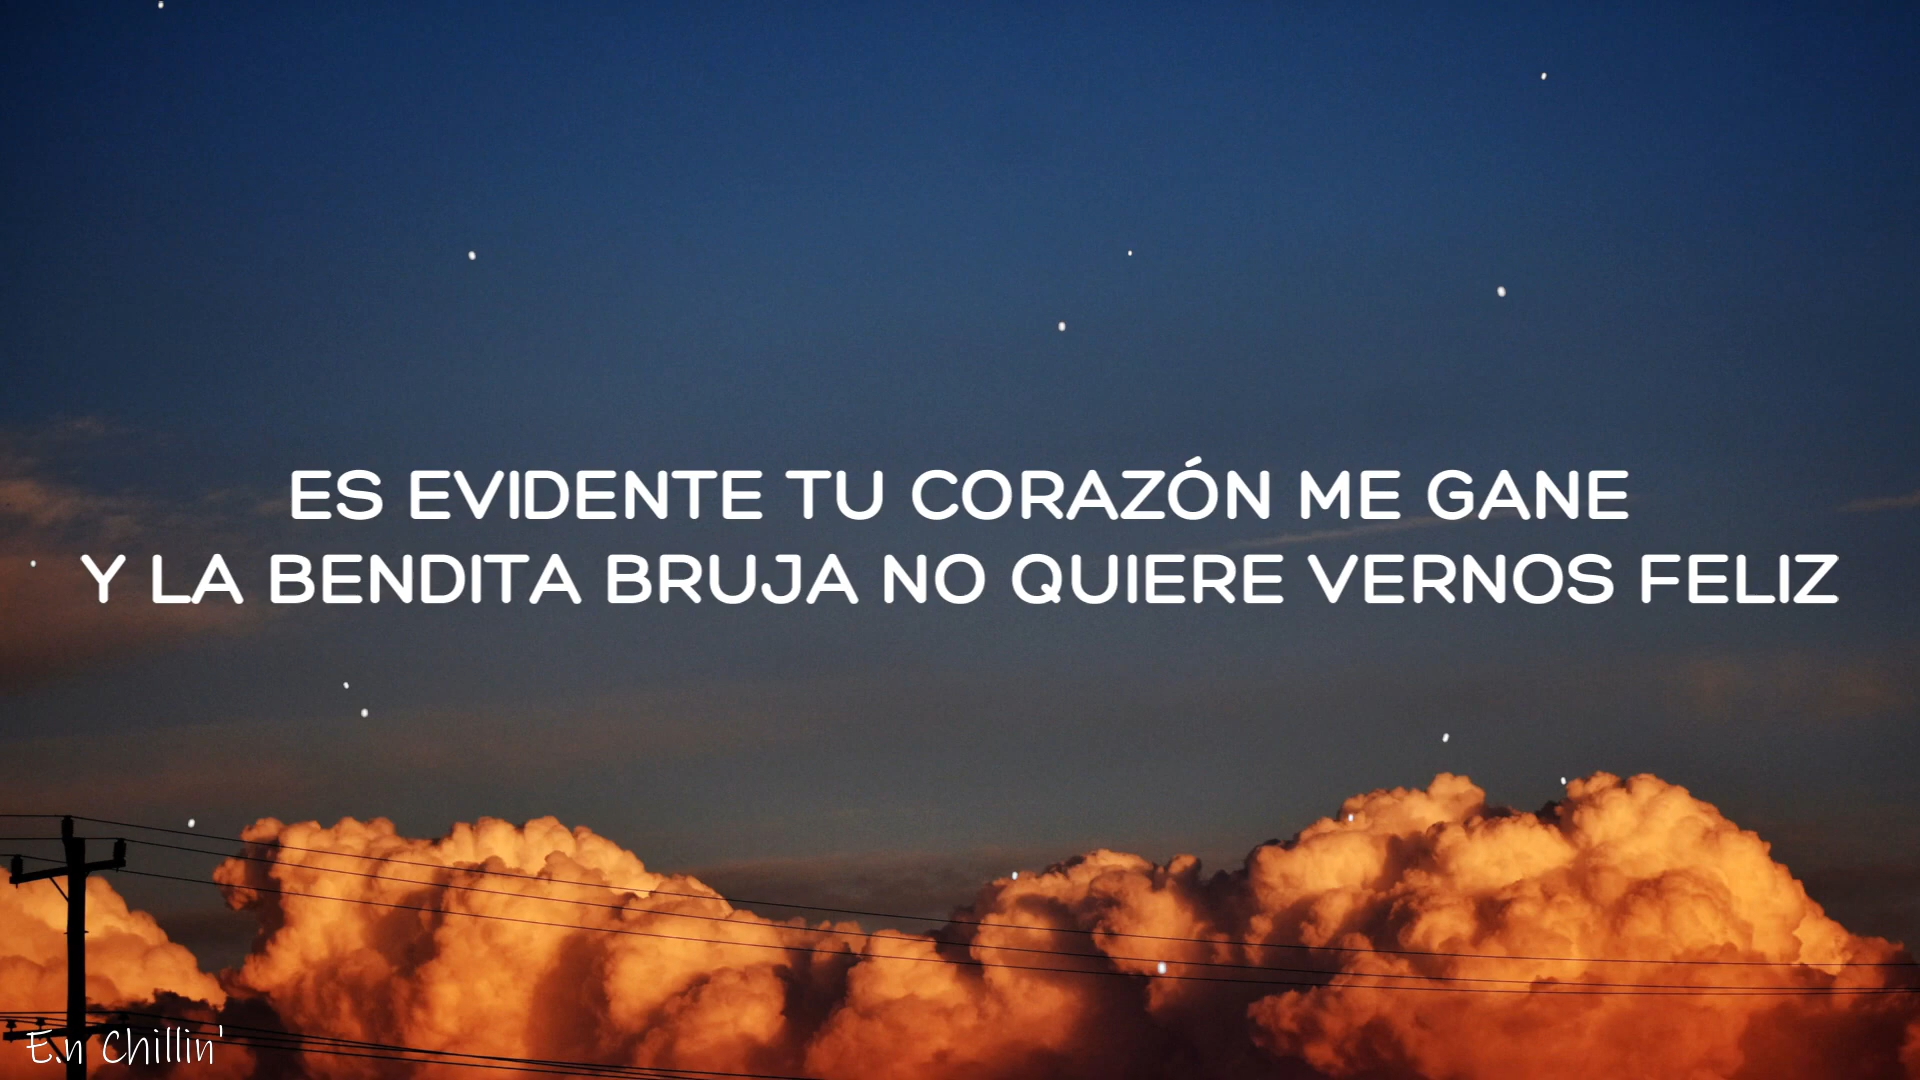 ES EVIDENTE TU CORAZÓN ME GANE
Y LA BENDITA BRUJA NO QUIERE VERNOS FELIZ
E.n Chillin'